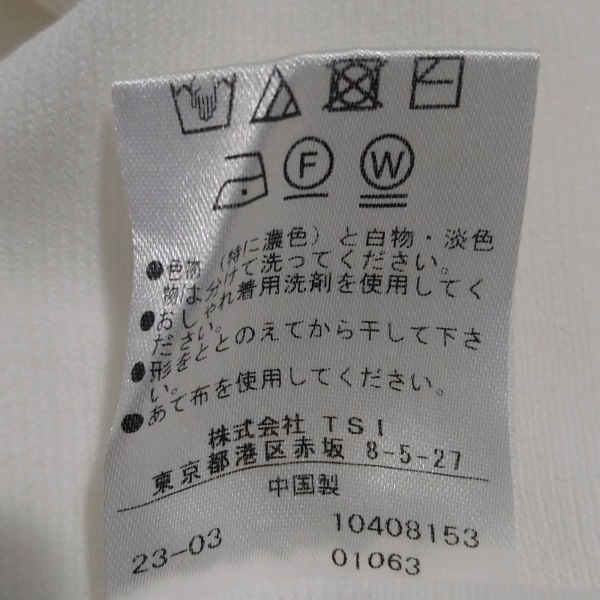 F W
●色物（特に濃色）と白物・淡色
物は分けて洗ってください。
●おしゃれ着用洗剤を使用してく
ださい。
●形をととのえてから干して下さ
い。
●あて布を使用してください。
株式会社 TSI
東京都港区赤坂 8-5-27
中国製
23-03 10408153
01063